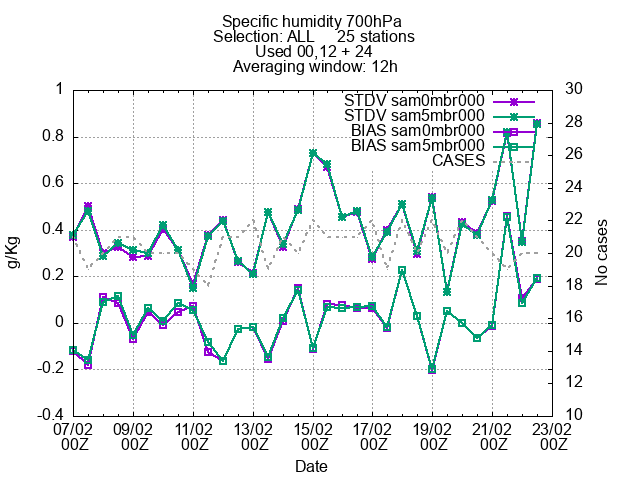 Specific humidity 700hPa
Selection: ALL 25 stations
Used 00,12 + 24
Averaging window: 12h
STDV sam0mbr000
STDV sam5mbr000
BIAS sam0mbr000
BIAS sam5mbr000
CASES
1
0.8
0.6
0.4
0.2
0
-0.2
-0.4
g/Kg
30
28
26
24
22
20
18
16
14
12
10
No cases
07/02 09/02 11/02 13/02 15/02 17/02 19/02 21/02 23/02
00Z 00Z 00Z 00Z 00Z 00Z 00Z 00Z 00Z
Date